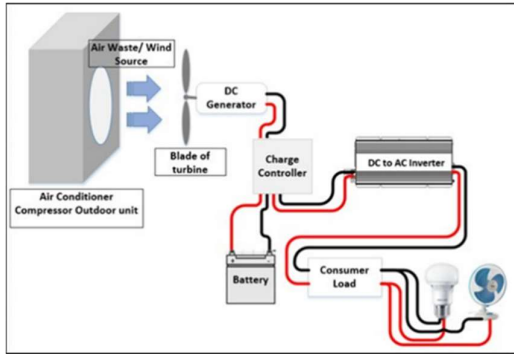 Air Waste/ Wind
Source
DC
Generator
Blade of
turbine
Air Conditioner
Compressor Outdoor unit
Charge
Controller
DC to AC Inverter
Battery
Consumer
Load